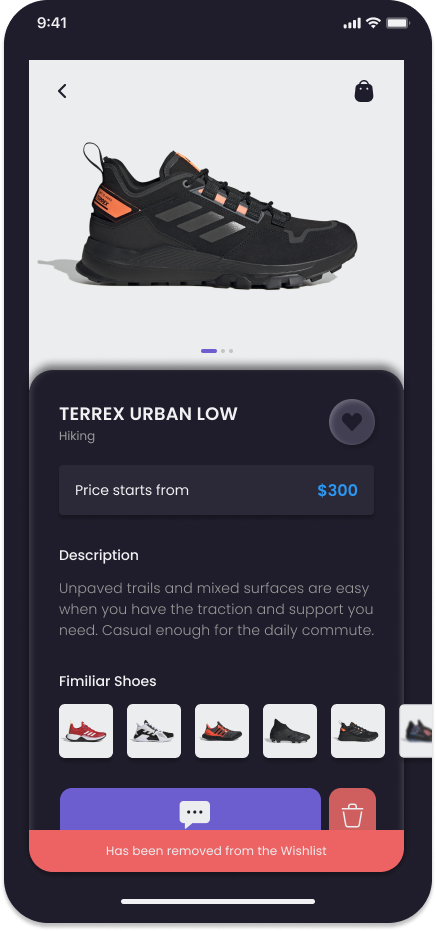 9:41
TERREX URBAN LOW
Hiking
Price starts from $300
Description
Unpaved trails and mixed surfaces are easy
when you have the traction and support you
need. Casual enough for the daily commute.
Fimiliar Shoes
Has been removed from the Wishlist